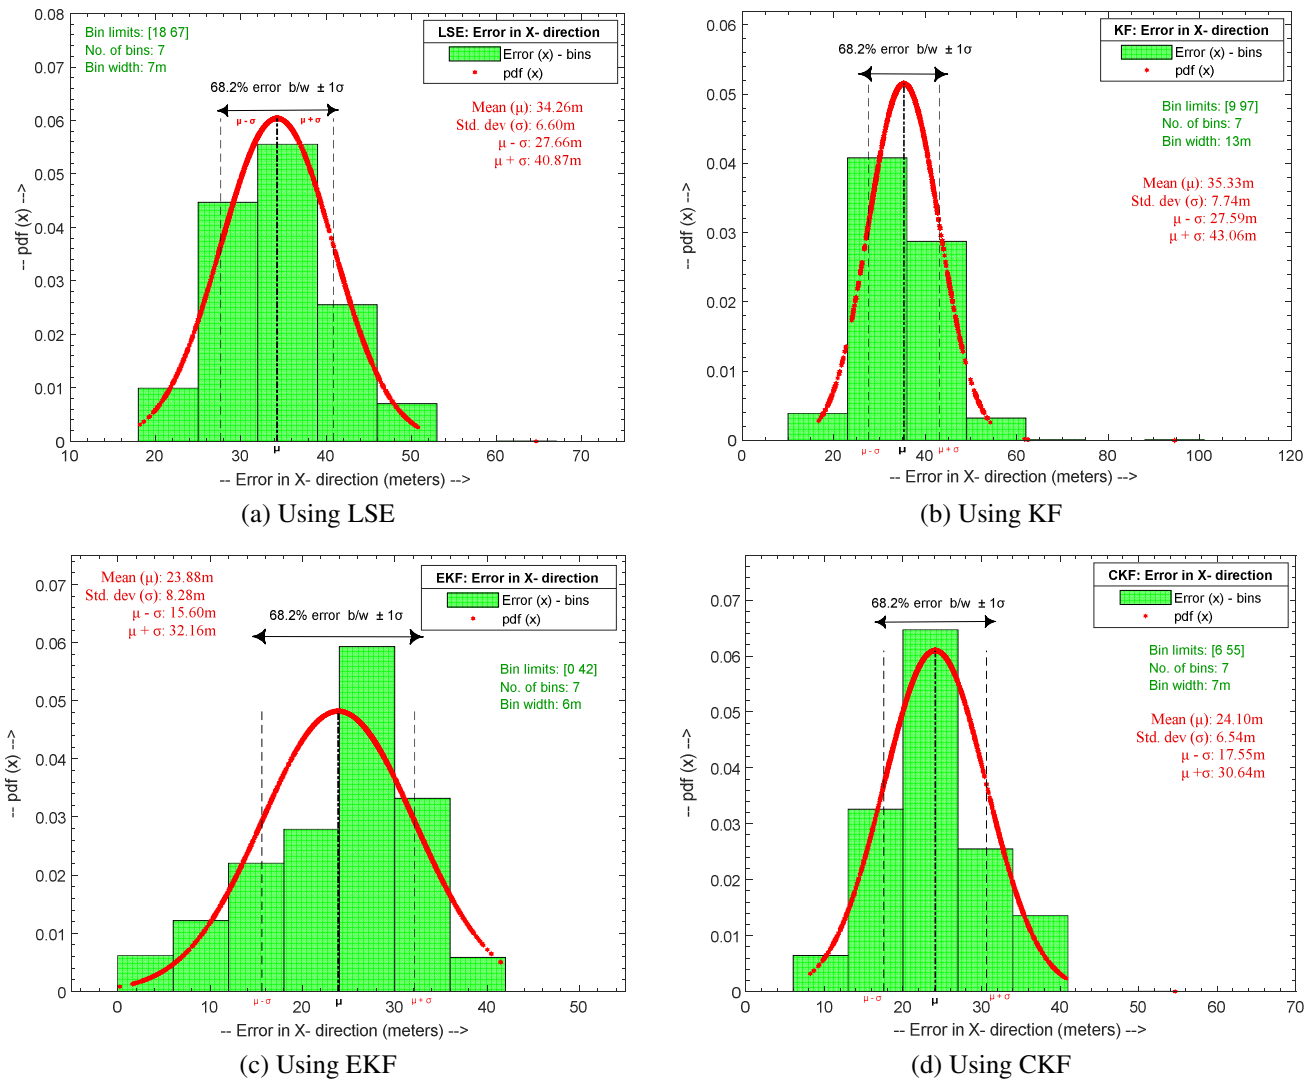 Bin limits: [18 67]
No. of bins: 7
Bin width: 7m
LSE: Error in X- direction
Error (x) - bins
pdf (x)
68.2% error b/w ± 1σ
μ - σ
μ + σ
Mean (μ): 34.26m
Std. dev (σ): 6.60m
μ - σ: 27.66m
μ + σ: 40.87m
-- pdf (x) -->
0.08
0.07
0.06
0.05
0.04
0.03
0.02
0.01
0
10 20 30 40 50 60 70
μ
-- Error in X- direction (meters) -->
(a) Using LSE
KF: Error in X- direction
Error (x) - bins
pdf (x)
68.2% error b/w ± 1σ
Bin limits: [9 97]
No. of bins: 7
Bin width: 13m
Mean (μ): 35.33m
Std. dev (σ): 7.74m
μ - σ: 27.59m
μ + σ: 43.06m
-- pdf (x) -->
0.06
0.05
0.04
0.03
0.02
0.01
0
0 20 40 60 80 100 120
μ - σ μ μ + σ
-- Error in X- direction (meters) -->
(b) Using KF
Mean (μ): 23.88m
Std. dev (σ): 8.28m
μ - σ: 15.60m
μ + σ: 32.16m
EKF: Error in X- direction
Error (x) - bins
pdf (x)
68.2% error b/w ± 1σ
Bin limits: [0 42]
No. of bins: 7
Bin width: 6m
-- pdf (x) -->
0.07
0.06
0.05
0.04
0.03
0.02
0.01
0
0 10 20 30 40 50
μ - σ μ μ + σ
-- Error in X- direction (meters) -->
(c) Using EKF
CKF: Error in X- direction
Error (x) - bins
pdf (x)
68.2% error b/w ± 1σ
Bin limits: [6 55]
No. of bins: 7
Bin width: 7m
Mean (μ): 24.10m
Std. dev (σ): 6.54m
μ - σ: 17.55m
μ +σ: 30.64m
-- pdf (x) -->
0.07
0.06
0.05
0.04
0.03
0.02
0.01
0
0 10 20 30 40 50 60 70
μ - σ μ μ + σ
-- Error in X- direction (meters) -->
(d) Using CKF